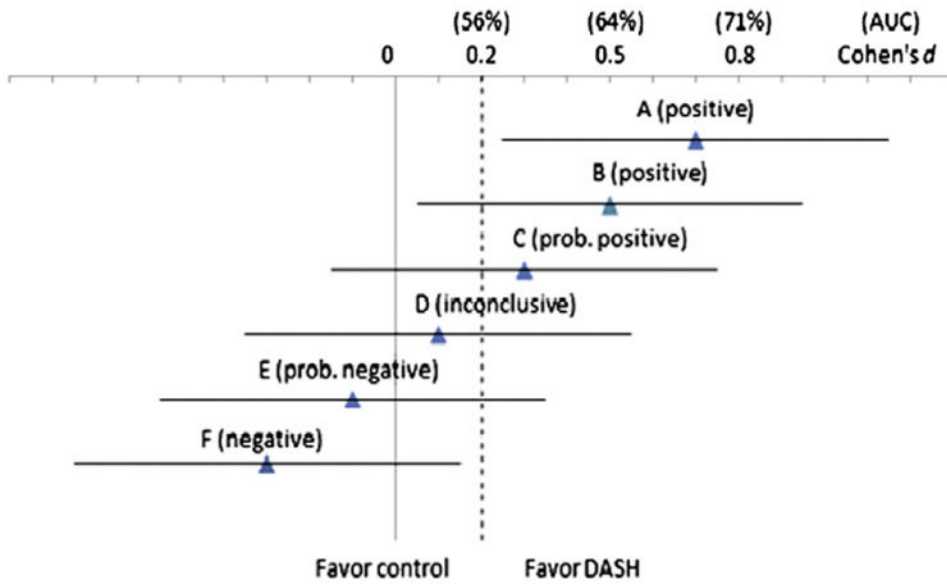 (56%) (64%) (71%) (AUC)
0 0.2 0.5 0.8 Cohen's d
A (positive)
B (positive)
C (prob. positive)
D (inconclusive)
E (prob. negative)
F (negative)
Favor control Favor DASH